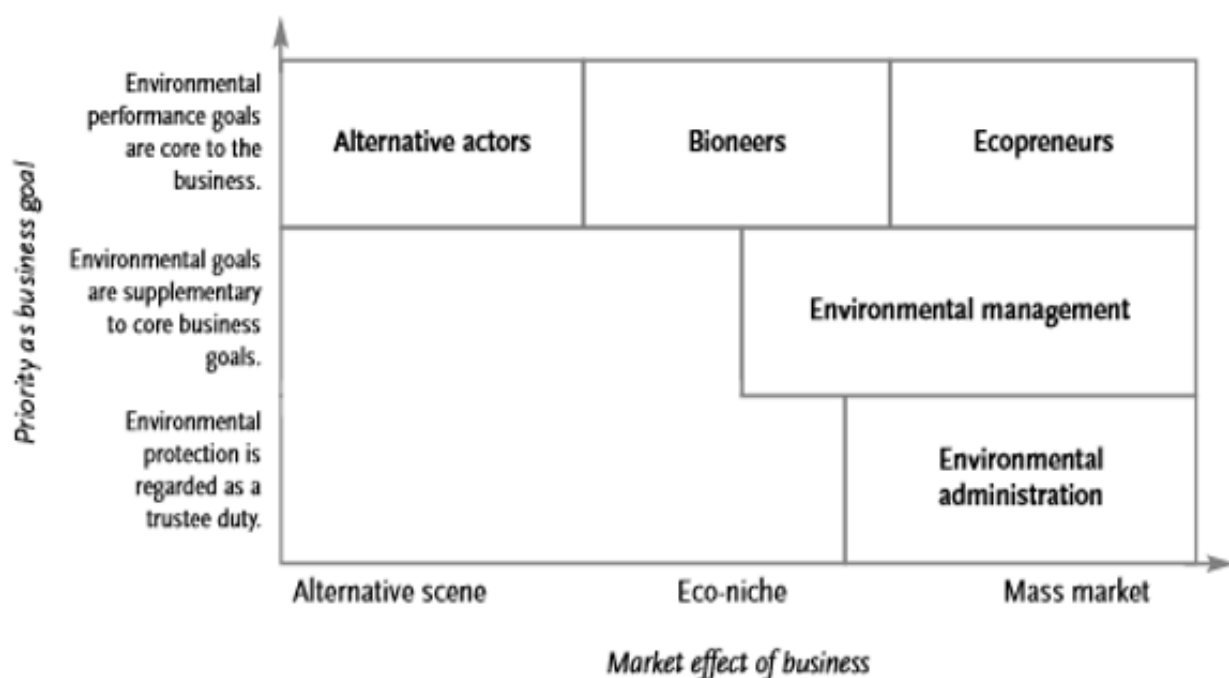 Priority as business goal
Environmental
performance goals
are core to the
business.
Alternative actors
Bioneers
Ecopreneurs
Environmental goals
are supplementary
to core business
goals.
Environmental management
Environmental
protection is
regarded as a
trustee duty.
Environmental
administration
Alternative scene
Eco-niche
Mass market
Market effect of business